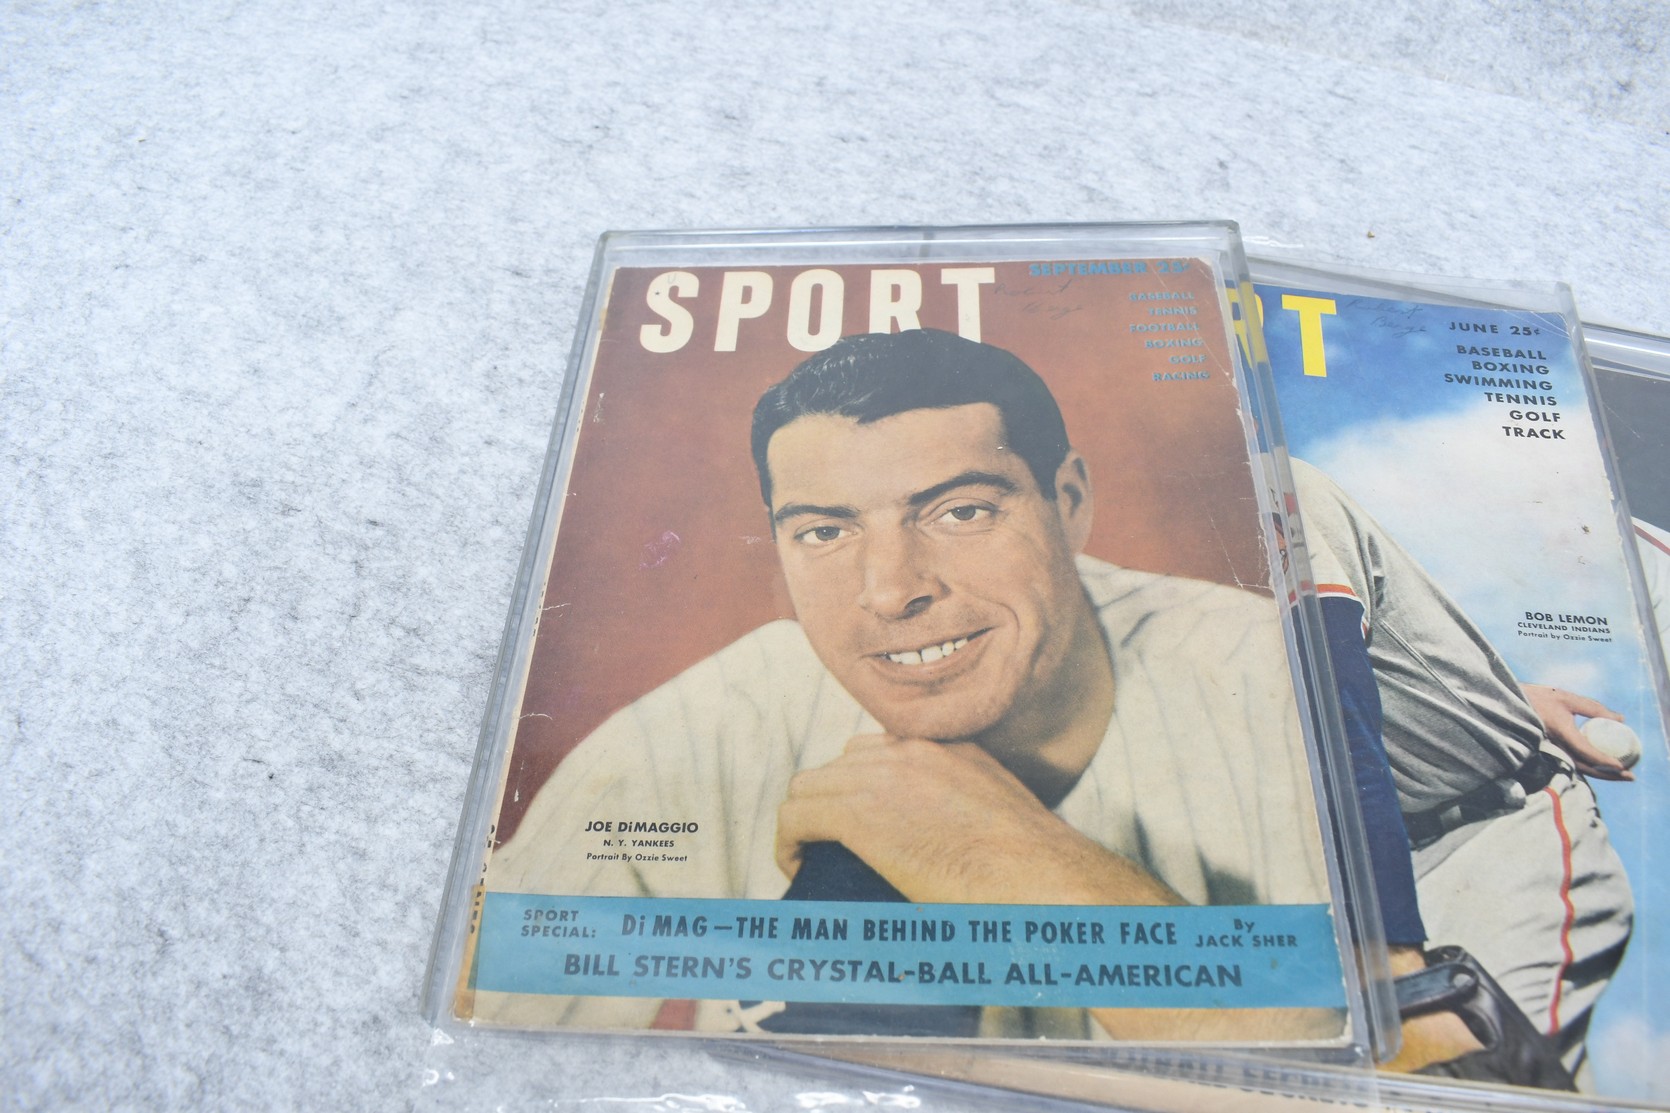 SPORT
SEPTEMBER 25¢
BASEBALL
TENNIS
FOOTBALL
BOXING
GOLF
RACING
JOE DiMAGGIO
N. Y. YANKEES
Portrait By Ozzie Sweet
SPORT
SPECIAL:
Di MAG—THE MAN BEHIND THE POKER FACE
By
JACK SHER
BILL STERN'S CRYSTAL-BALL ALL-AMERICAN
RT
JUNE 25¢
BASEBALL
BOXING
SWIMMING
TENNIS
GOLF
TRACK
BOB LEMON
CLEVELAND INDIANS
Portrait by Ozzie Sweet